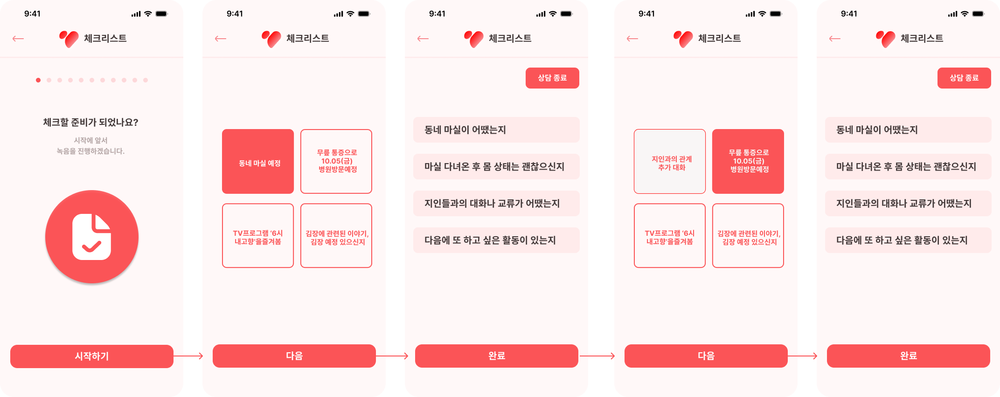 9:41
체크리스트
체크할 준비가 되었나요?
시작에 앞서
녹음을 진행하겠습니다.
시작하기
9:41
체크리스트
동네 마실 예정
무릎 통증으로
10.05(금)
병원방문예정
TV프로그램 ‘6시
내고향’을즐겨봄
김장에 관련된 이야기,
김장 예정 있으신지
다음
9:41
체크리스트
상담 종료
동네 마실이 어땠는지
마실 다녀온 후 몸 상태는 괜찮으신지
지인들과의 대화나 교류가 어땠는지
다음에 또 하고 싶은 활동이 있는지
완료
9:41
체크리스트
지인과의 관계
추가 대화
무릎 통증으로
10.05(금)
병원방문예정
TV프로그램 ‘6시
내고향’을즐겨봄
김장에 관련된 이야기,
김장 예정 있으신지
다음
9:41
체크리스트
상담 종료
동네 마실이 어땠는지
마실 다녀온 후 몸 상태는 괜찮으신지
지인들과의 대화나 교류가 어땠는지
다음에 또 하고 싶은 활동이 있는지
완료